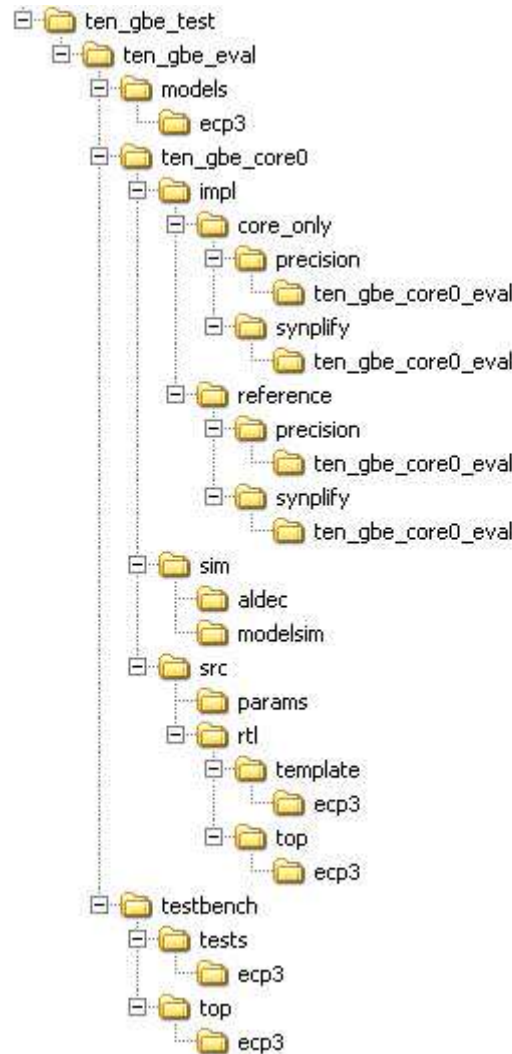 ten_gbe_test
ten_gbe_eval
models
ecp3
ten_gbe_core0
impl
core_only
precision
ten_gbe_core0_eval
synplify
ten_gbe_core0_eval
reference
precision
ten_gbe_core0_eval
synplify
ten_gbe_core0_eval
sim
aldec
modelsim
src
params
rtl
template
ecp3
top
ecp3
testbench
tests
ecp3
top
ecp3